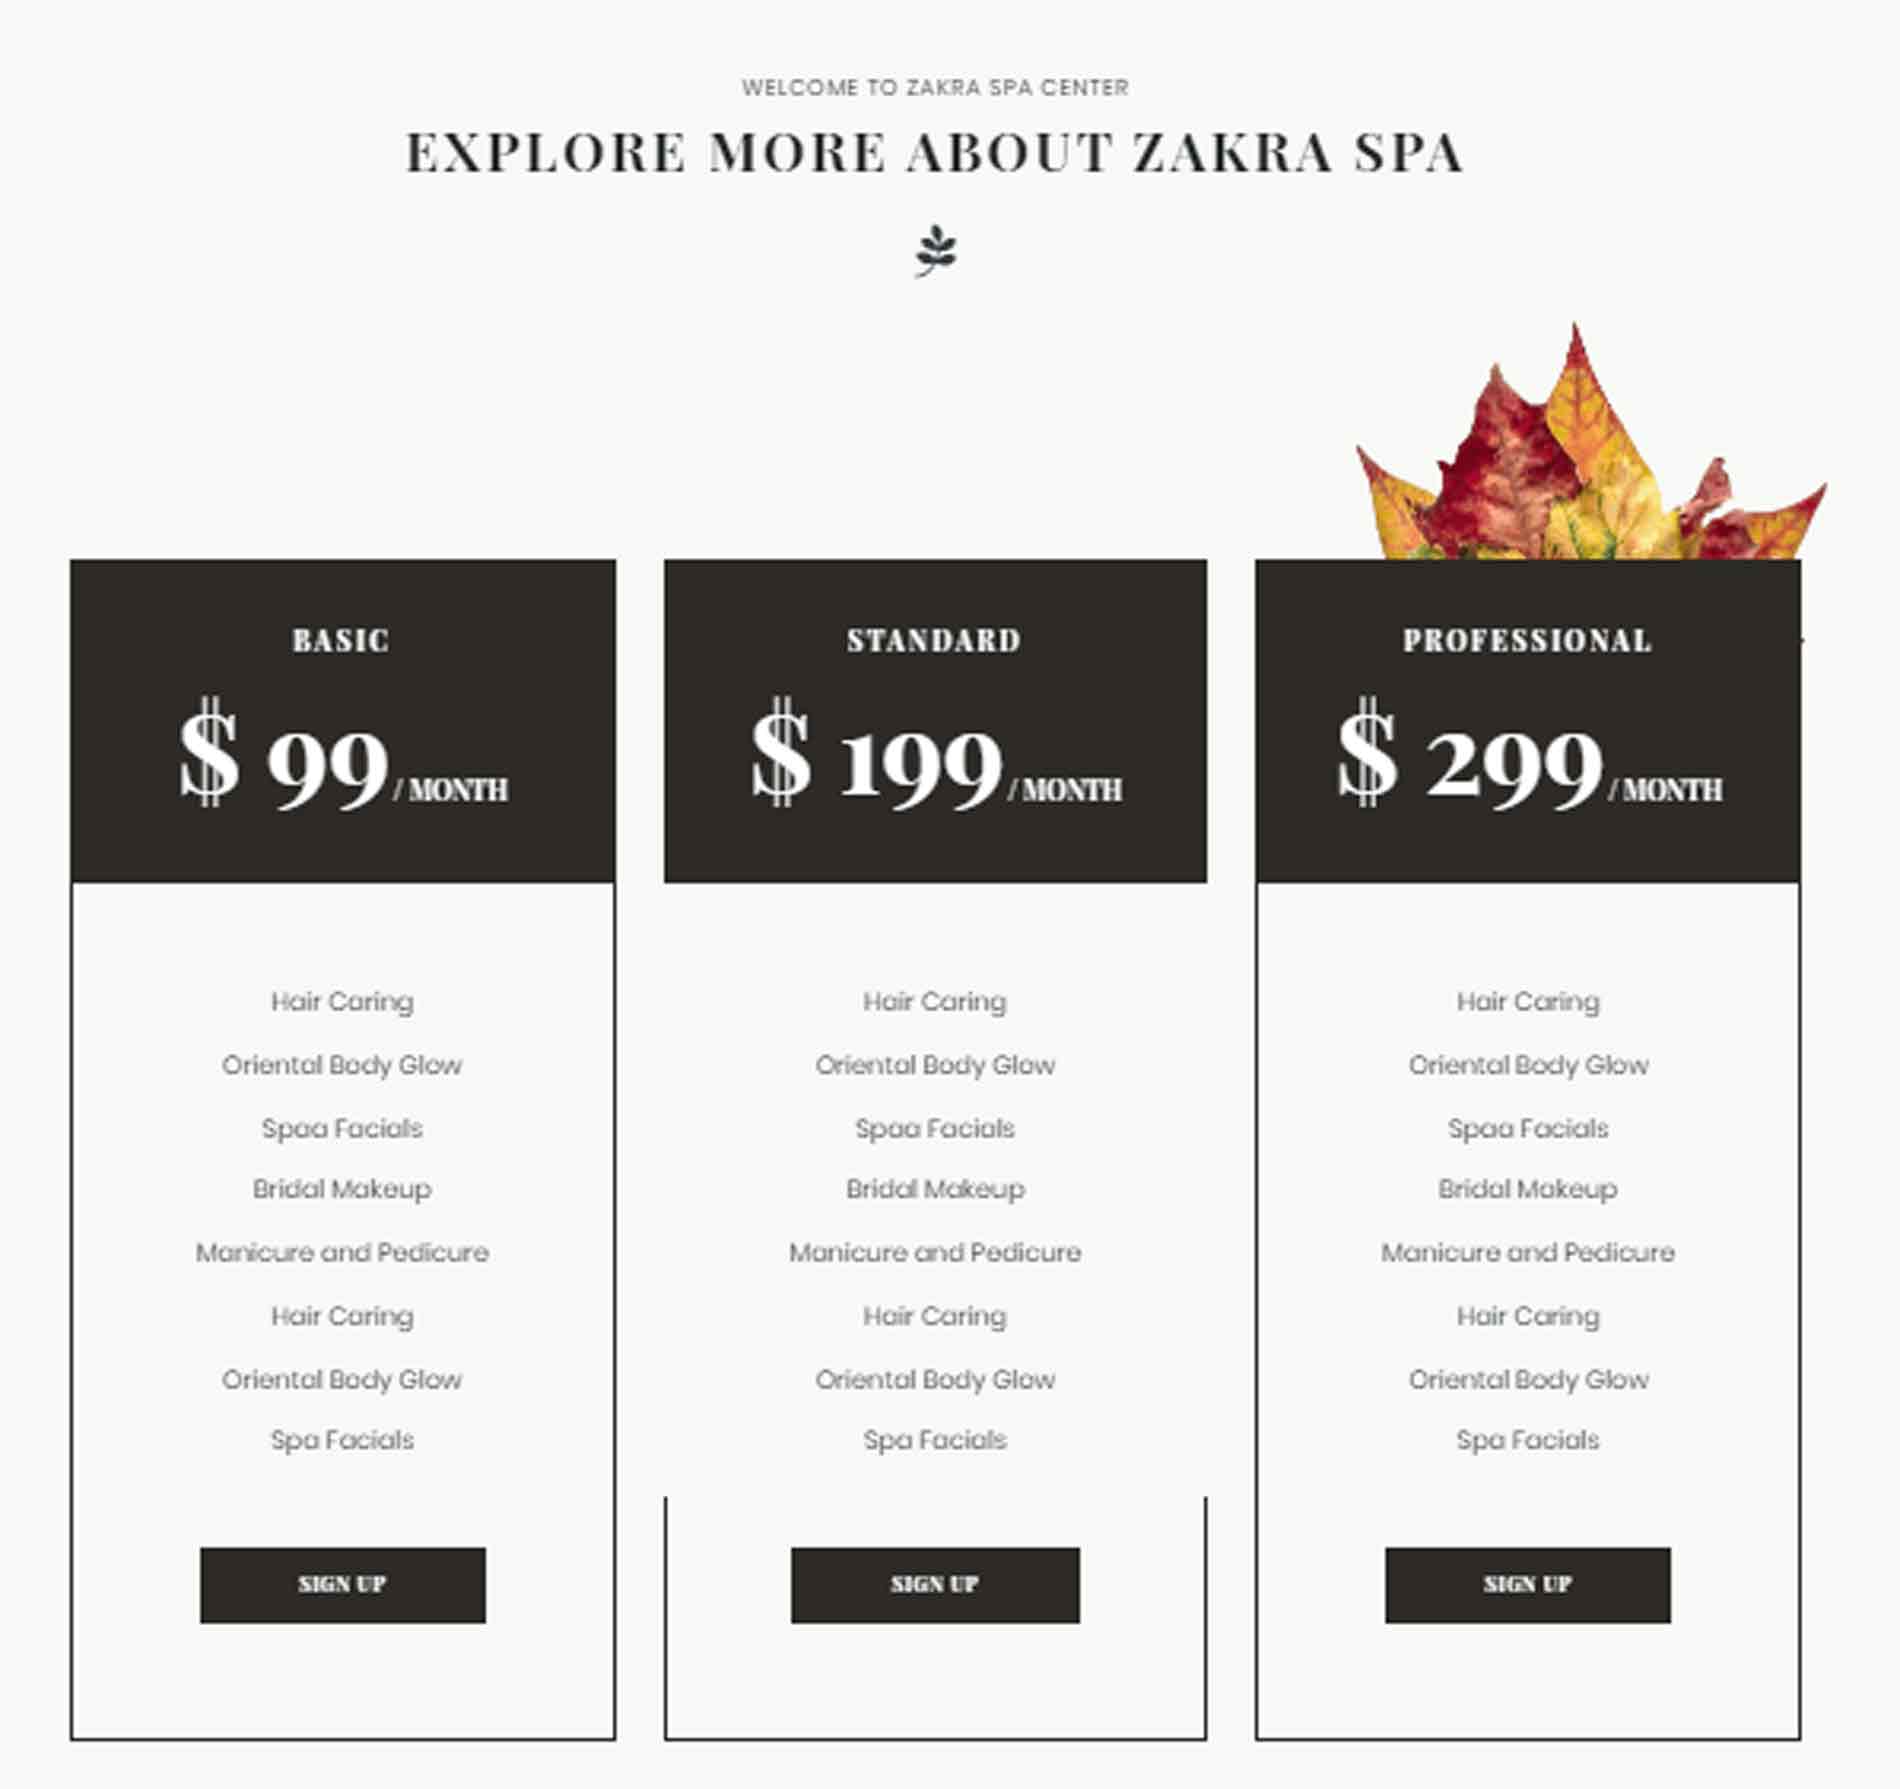 WELCOME TO ZAKRA SPA CENTER
EXPLORE MORE ABOUT ZAKRA SPA
BASIC
$ 99 / MONTH
Hair Caring
Oriental Body Glow
Spaa Facials
Bridal Makeup
Manicure and Pedicure
Hair Caring
Oriental Body Glow
Spa Facials
SIGN UP
STANDARD
$ 199 / MONTH
Hair Caring
Oriental Body Glow
Spaa Facials
Bridal Makeup
Manicure and Pedicure
Hair Caring
Oriental Body Glow
Spa Facials
SIGN UP
PROFESSIONAL
$ 299 / MONTH
Hair Caring
Oriental Body Glow
Spaa Facials
Bridal Makeup
Manicure and Pedicure
Hair Caring
Oriental Body Glow
Spa Facials
SIGN UP